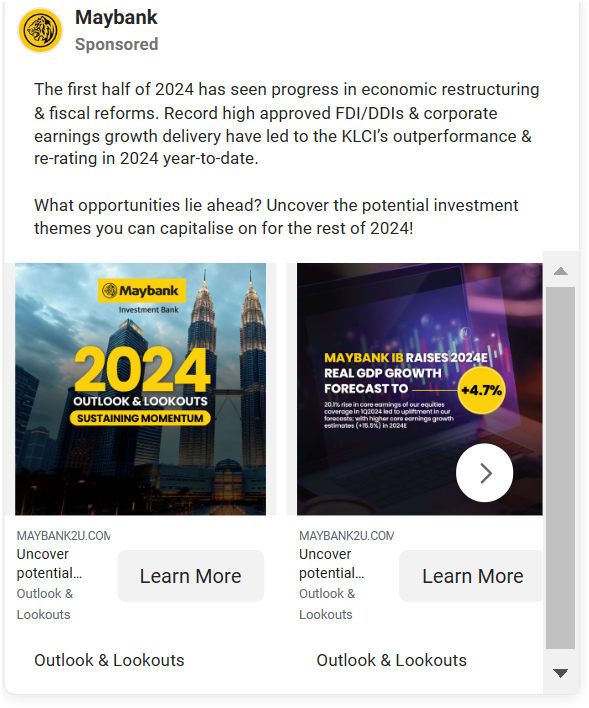 Maybank
Sponsored
The first half of 2024 has seen progress in economic restructuring
& fiscal reforms. Record high approved FDI/DDIs & corporate
earnings growth delivery have led to the KLCI’s outperformance &
re-rating in 2024 year-to-date.
What opportunities lie ahead? Uncover the potential investment
themes you can capitalise on for the rest of 2024!
Maybank
Investment Bank
2024
OUTLOOK & LOOKOUTS
SUSTAINING MOMENTUM
MAYBANK IB RAISES 2024E
REAL GDP GROWTH
FORECAST TO
+4.7%
20.1% rise in core earnings of our equities
coverage in 1Q2024 led to upliftment in our
forecasts; with higher core earnings growth
estimates (+15.5%) in 2024E
MAYBANK2U.COM
Uncover
potential...
Outlook &
Lookouts
Learn More
MAYBANK2U.COM
Uncover
potential...
Outlook &
Lookouts
Learn More
Outlook & Lookouts
Outlook & Lookouts